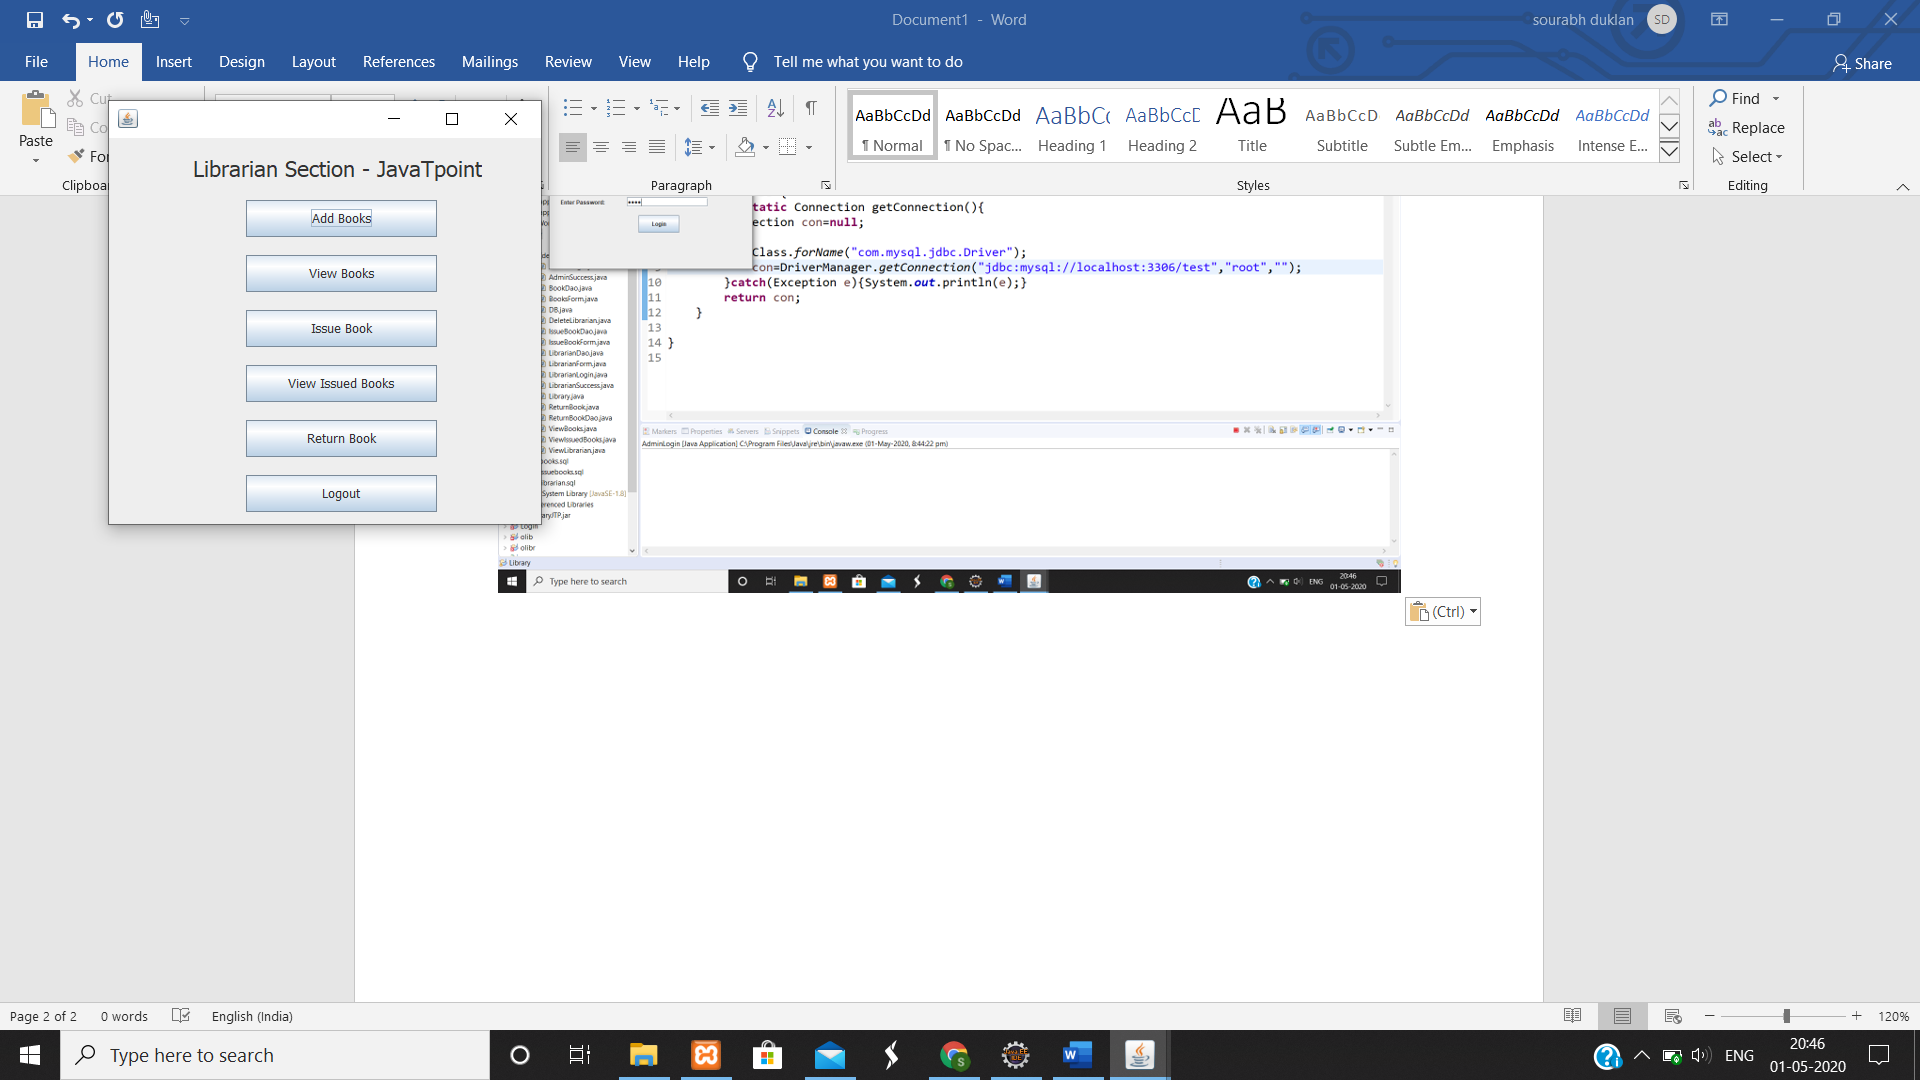 Document1 - Word
sourabh duklan
SD
File
Home
Insert
Design
Layout
References
Mailings
Review
View
Help
Tell me what you want to do
Share
Paste
Cut
Co
For
Clipboar
Paragraph
AaBbCcDd
¶ Normal
AaBbCcDd
¶ No Spac...
AaBbC(
Heading 1
AaBbCcE
Heading 2
AaB
Title
AaBbCcD
Subtitle
AaBbCcDd
Subtle Em...
AaBbCcDd
Emphasis
AaBbCcDd
Intense E...
Styles
Find
Replace
Select
Editing
Librarian Section - JavaTpoint
Add Books
View Books
Issue Book
View Issued Books
Return Book
Logout
Enter Password:
Login
tatic Connection getConnection(){
ection con=null;
Class.forName("com.mysql.jdbc.Driver");
con=DriverManager.getConnection("jdbc:mysql://localhost:3306/test","root","");
10 }catch(Exception e){System.out.println(e);}
11 return con;
12 }
13
14 }
15
AdminSuccess.java
BookDao.java
BooksForm.java
DB.java
DeleteLibrarian.java
IssueBookDao.java
IssueBookForm.java
LibrarianDao.java
LibrarianForm.java
LibrarianLogin.java
LibrarianSuccess.java
Library.java
ReturnBook.java
ReturnBookDao.java
ViewBooks.java
ViewIssuedBooks.java
ViewLibrarian.java
ooks.sql
ssuebooks.sql
ibrarian.sql
System Library [JavaSE-1.8]
erenced Libraries
aryJTP.jar
Login
olib
olibr
Library
Markers Properties Servers Snippets Console Progress
AdminLogin [Java Application] C:\Program Files\Java\jre\bin\javaw.exe (01-May-2020, 8:44:22 pm)
Type here to search
ENG
20:46
01-05-2020
(Ctrl)
Page 2 of 2
0 words
English (India)
120%
Type here to search
ENG
20:46
01-05-2020